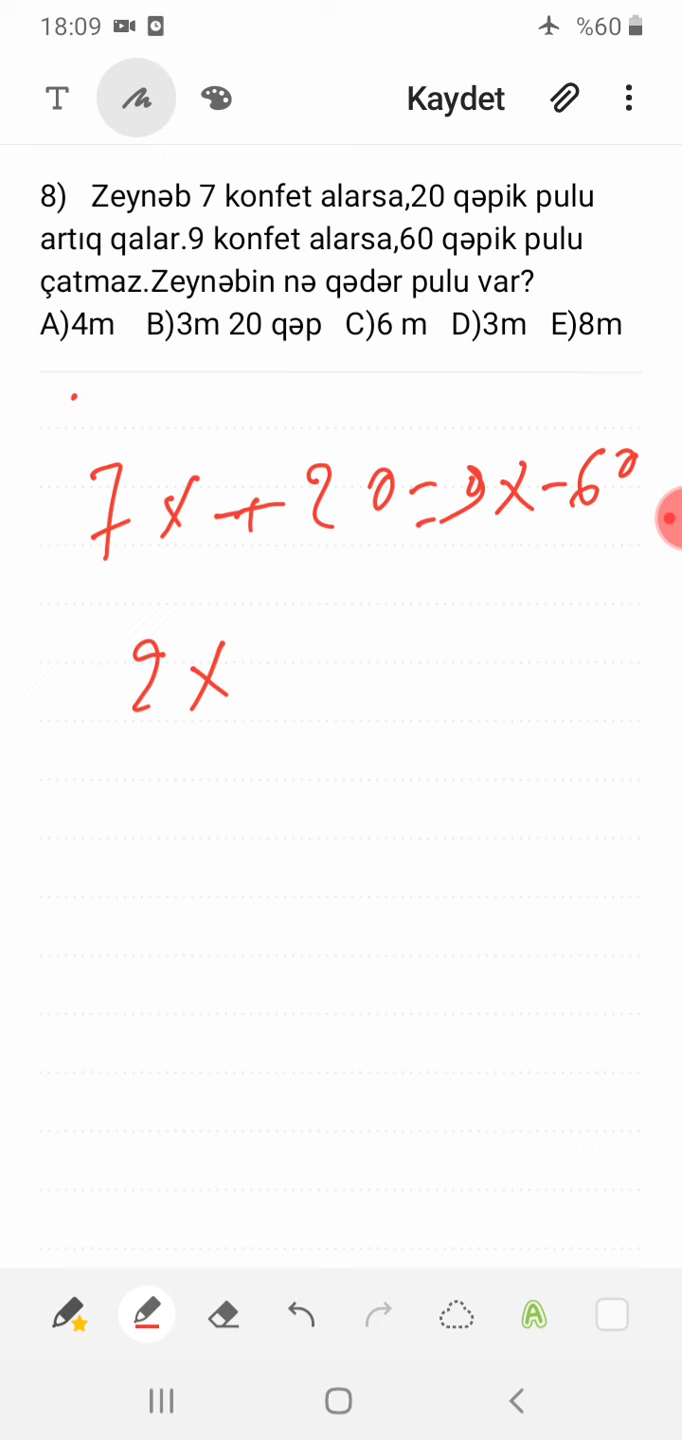 18:09 %60
Kaydet
8) Zeynəb 7 konfet alarsa,20 qəpik pulu
artıq qalar.9 konfet alarsa,60 qəpik pulu
çatmaz.Zeynəbin nə qədər pulu var?
A)4m B)3m 20 qəp C)6 m D)3m E)8m
7x+20=9x-60
2x